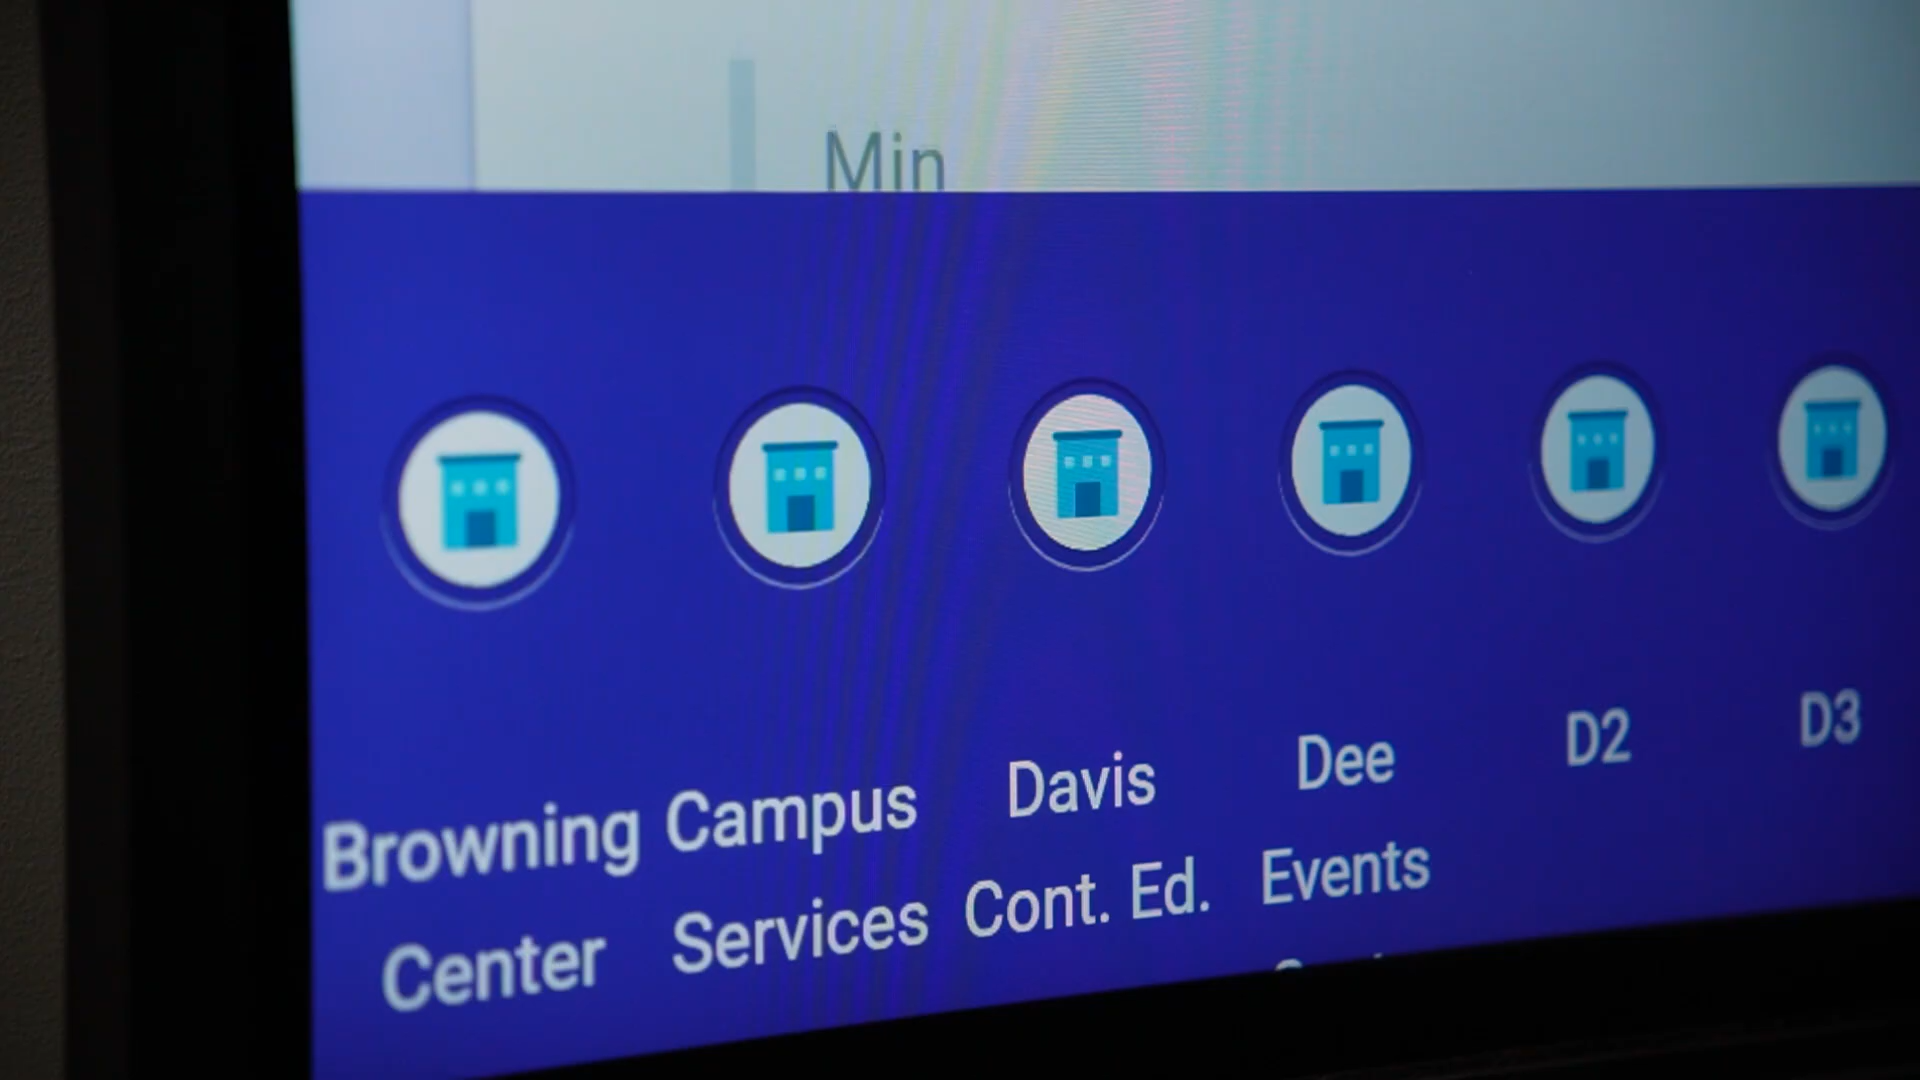 Min
Browning
Center
Campus
Services
Davis
Cont. Ed.
Dee
Events
D2
D3